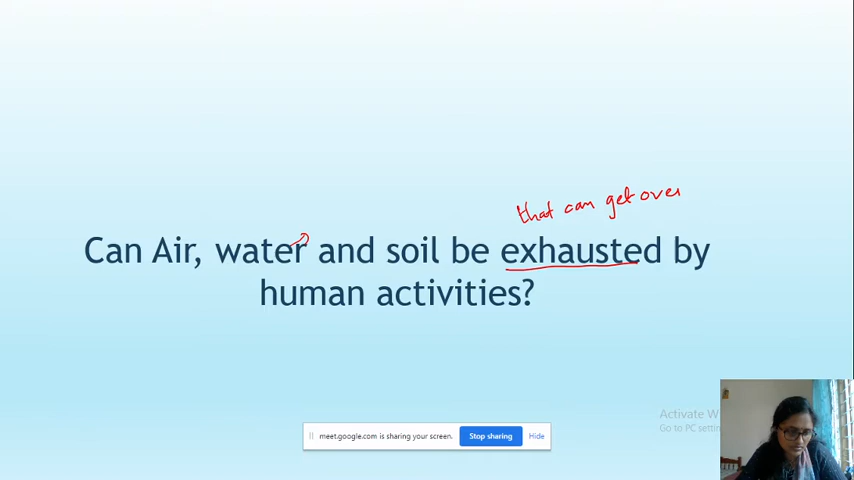 that can get over
Can Air, water and soil be exhausted by
human activities?
Activate W
Go to PC settin
meet.google.com is sharing your screen.
Stop sharing
Hide